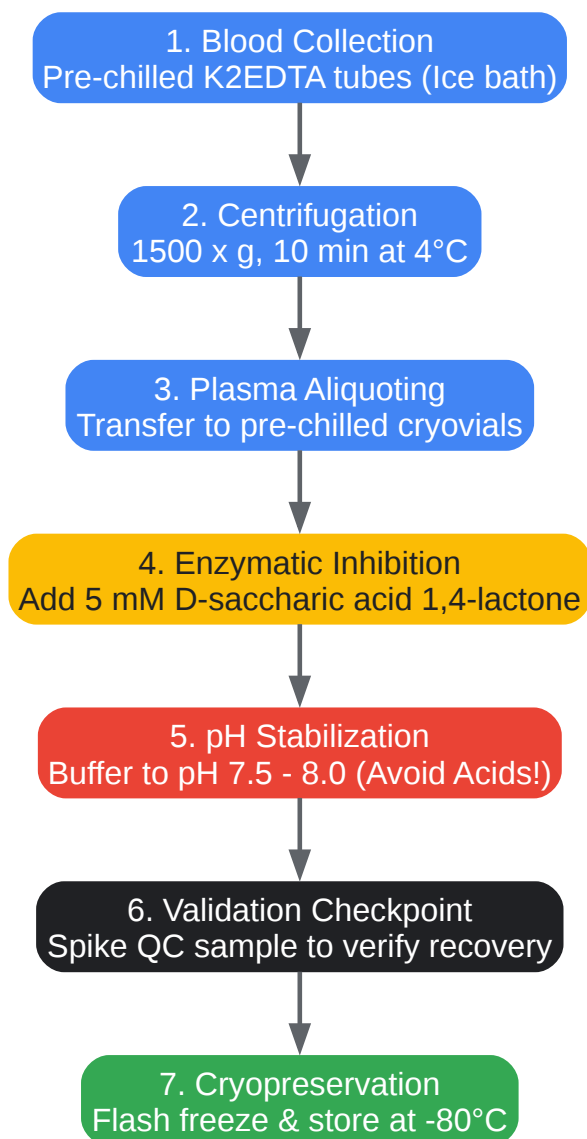 1. Blood Collection
Pre-chilled K2EDTA tubes (Ice bath)
2. Centrifugation
1500 x g, 10 min at 4°C
3. Plasma Aliquoting
Transfer to pre-chilled cryovials
4. Enzymatic Inhibition
Add 5 mM D-saccharic acid 1,4-lactone
5. pH Stabilization
Buffer to pH 7.5 - 8.0 (Avoid Acids!)
6. Validation Checkpoint
Spike QC sample to verify recovery
7. Cryopreservation
Flash freeze & store at -80°C